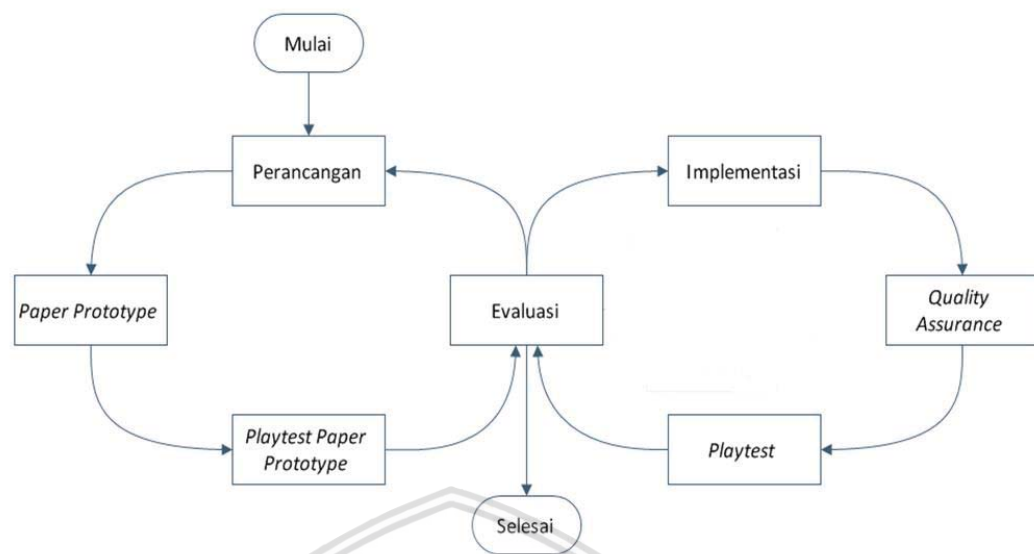 Mulai
Perancangan
Implementasi
Paper Prototype
Evaluasi
Quality
Assurance
Playtest Paper
Prototype
Playtest
Selesai